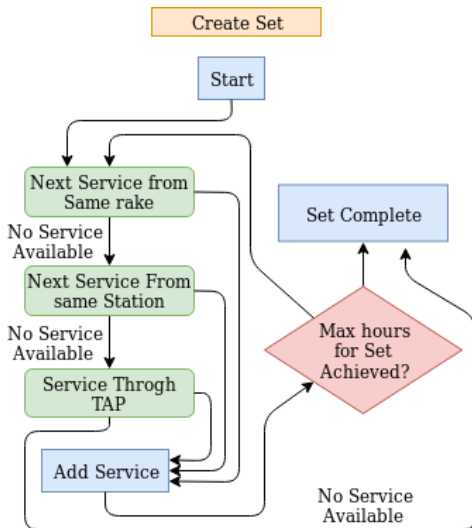 Create Set
Start
Next Service from
Same rake
Set Complete
No Service
Available
Next Service From
same Station
No Service
Available
Max hours
for Set
Achieved?
Service Throgh
TAP
Add Service
No Service
Available